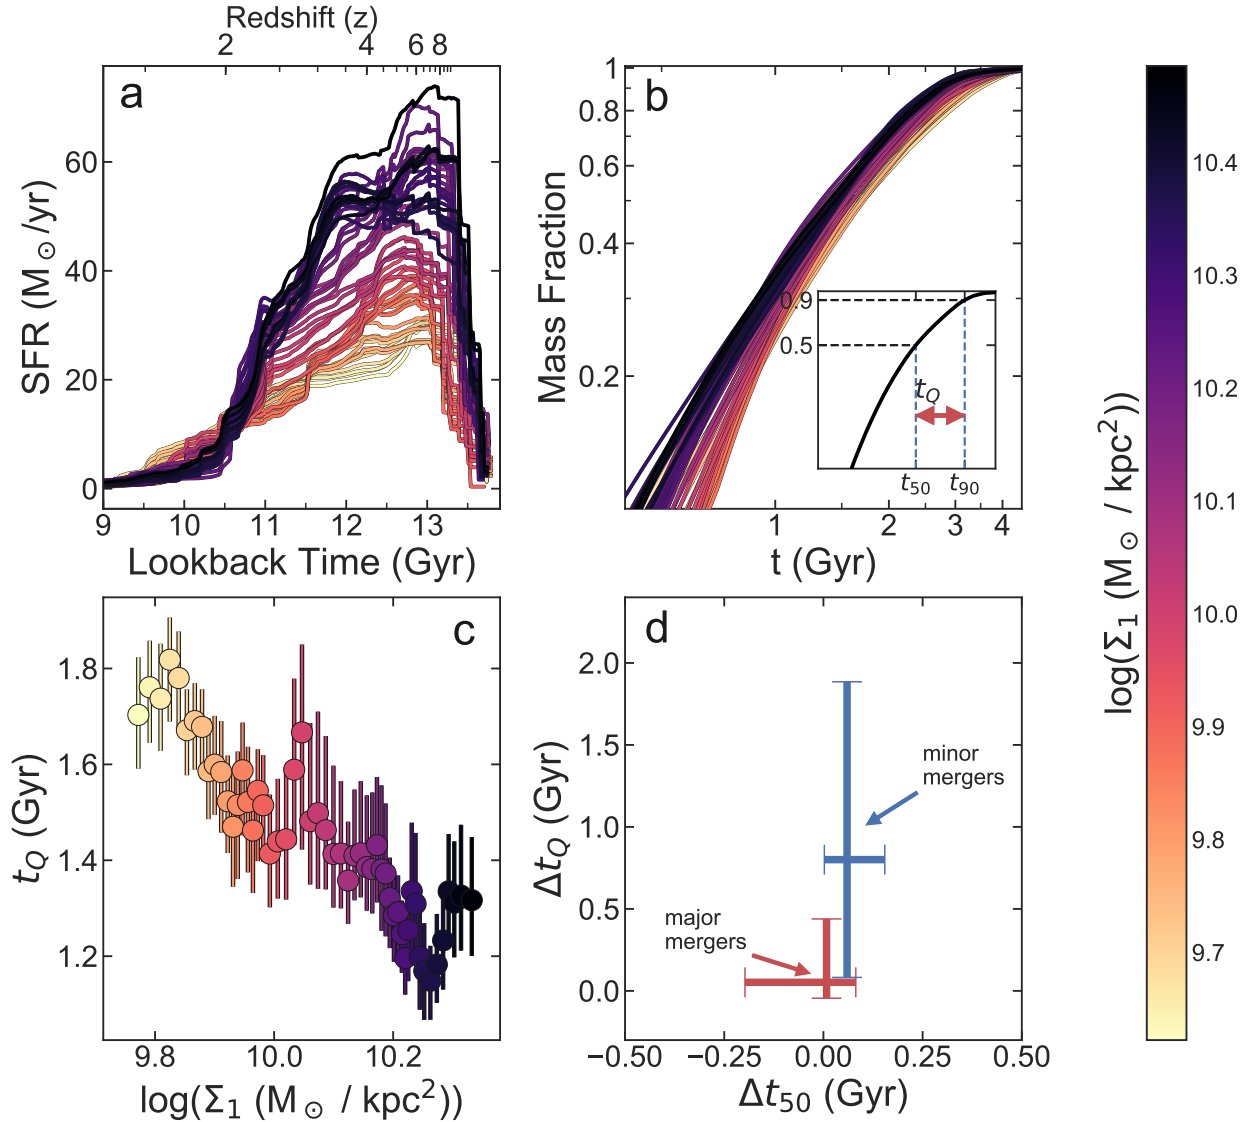 Redshift (z)
2 4 6 8
a
SFR (M⊙/yr)
60
40
20
0
9 10 11 12 13
Lookback Time (Gyr)
b
Mass Fraction
1
0.8
0.6
0.4
0.2
0.9
0.5
tQ
t50 t90
1 2 3 4
t (Gyr)
c
tQ (Gyr)
1.8
1.6
1.4
1.2
9.8 10.0 10.2
log(Σ1 (M⊙ / kpc²))
d
ΔtQ (Gyr)
2.0
1.5
1.0
0.5
0.0
minor
mergers
major
mergers
−0.50 −0.25 0.00 0.25 0.50
Δt50 (Gyr)
log(Σ1 (M⊙ / kpc²))
10.4
10.3
10.2
10.1
10.0
9.9
9.8
9.7